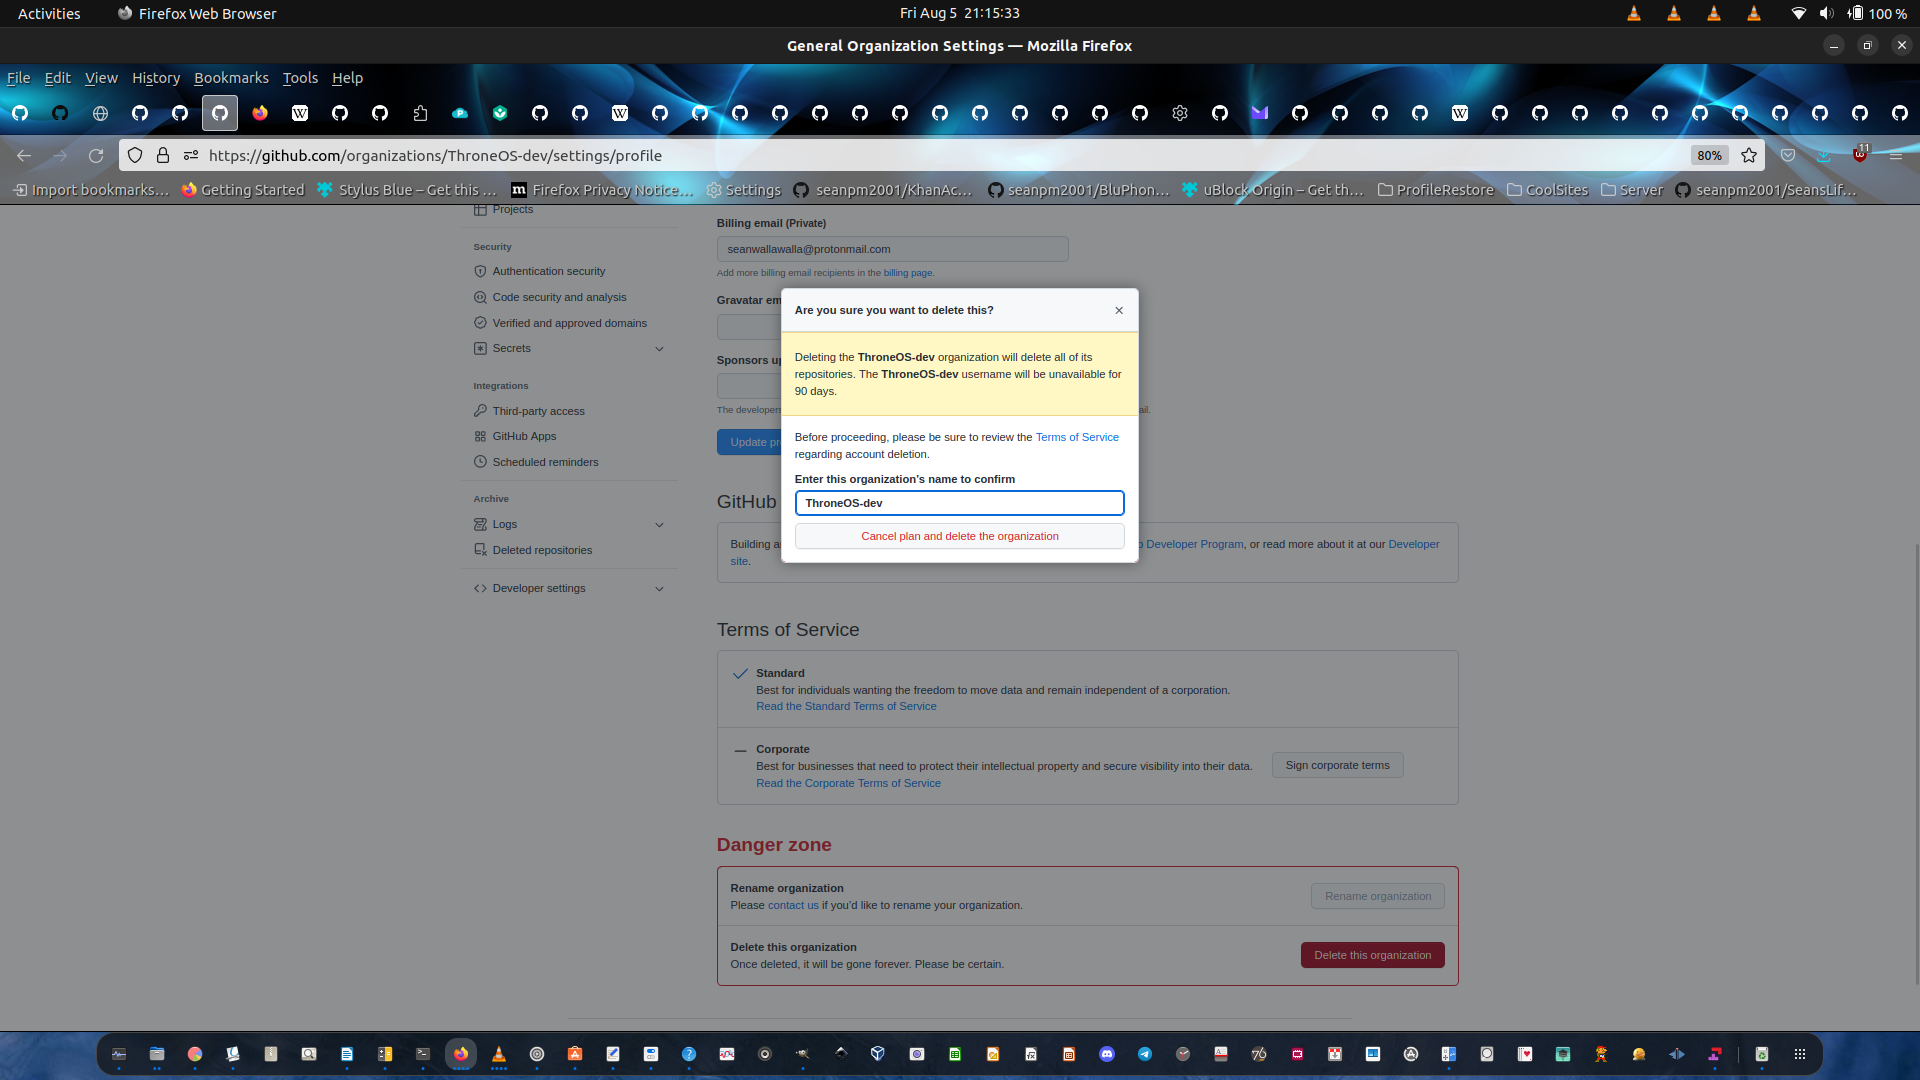 Activities
Firefox Web Browser
Fri Aug 5 21:15:33
100 %
General Organization Settings — Mozilla Firefox
File Edit View History Bookmarks Tools Help
https://github.com/organizations/ThroneOS-dev/settings/profile
80%
11
Import bookmarks…
Getting Started
Stylus Blue – Get this …
Firefox Privacy Notice…
Settings
seanpm2001/KhanAc…
seanpm2001/BluPhon…
uBlock Origin – Get th…
ProfileRestore
CoolSites
Server
seanpm2001/SeansLif…
Projects
Security
Authentication security
Code security and analysis
Verified and approved domains
Secrets
Integrations
Third-party access
GitHub Apps
Scheduled reminders
Archive
Logs
Deleted repositories
Developer settings
Billing email (Private)
seanwallawalla@protonmail.com
Add more billing email recipients in the billing page.
Gravatar em
Sponsors up
The developers
ail.
Update pr
Are you sure you want to delete this?
Deleting the ThroneOS-dev organization will delete all of its
repositories. The ThroneOS-dev username will be unavailable for
90 days.
Before proceeding, please be sure to review the Terms of Service
regarding account deletion.
Enter this organization's name to confirm
ThroneOS-dev
Cancel plan and delete the organization
GitHub
Building a
Developer Program, or read more about it at our Developer
site.
Terms of Service
Standard
Best for individuals wanting the freedom to move data and remain independent of a corporation.
Read the Standard Terms of Service
Corporate
Best for businesses that need to protect their intellectual property and secure visibility into their data.
Read the Corporate Terms of Service
Sign corporate terms
Danger zone
Rename organization
Please contact us if you'd like to rename your organization.
Rename organization
Delete this organization
Once deleted, it will be gone forever. Please be certain.
Delete this organization